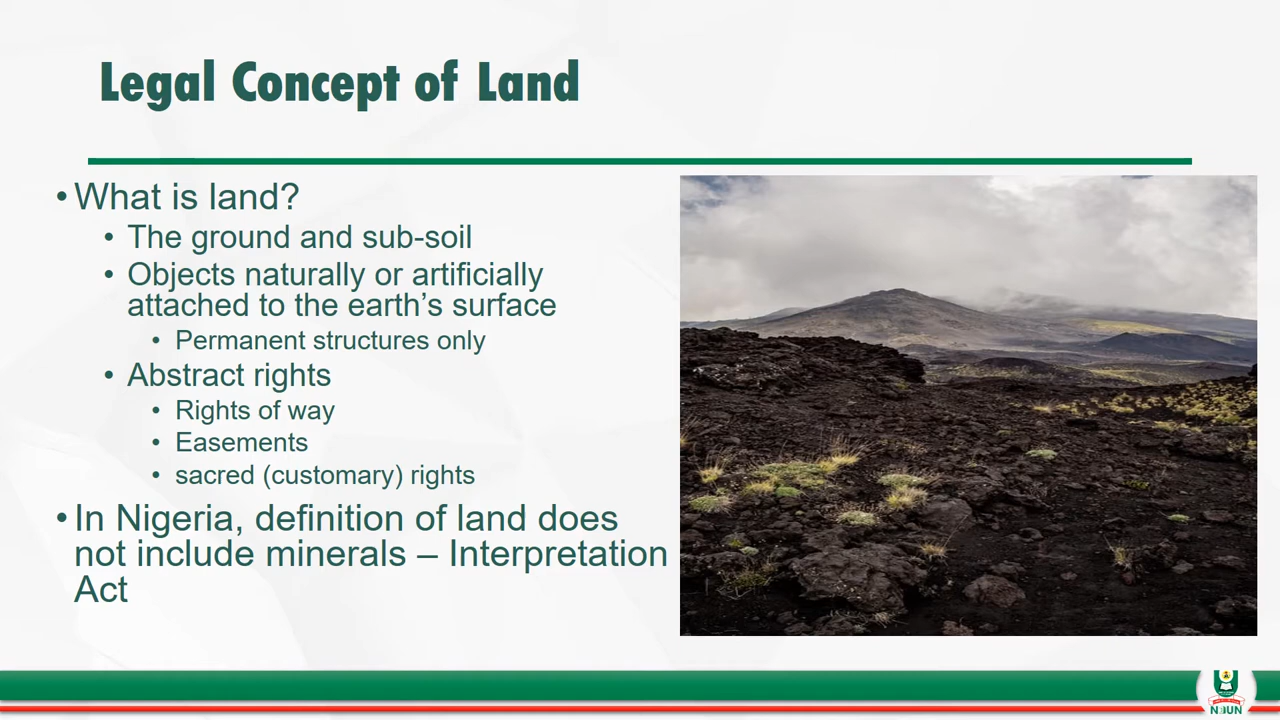 Legal Concept of Land
• What is land?
• The ground and sub-soil
• Objects naturally or artificially
attached to the earth’s surface
• Permanent structures only
• Abstract rights
• Rights of way
• Easements
• sacred (customary) rights
• In Nigeria, definition of land does
not include minerals – Interpretation
Act
NOUN